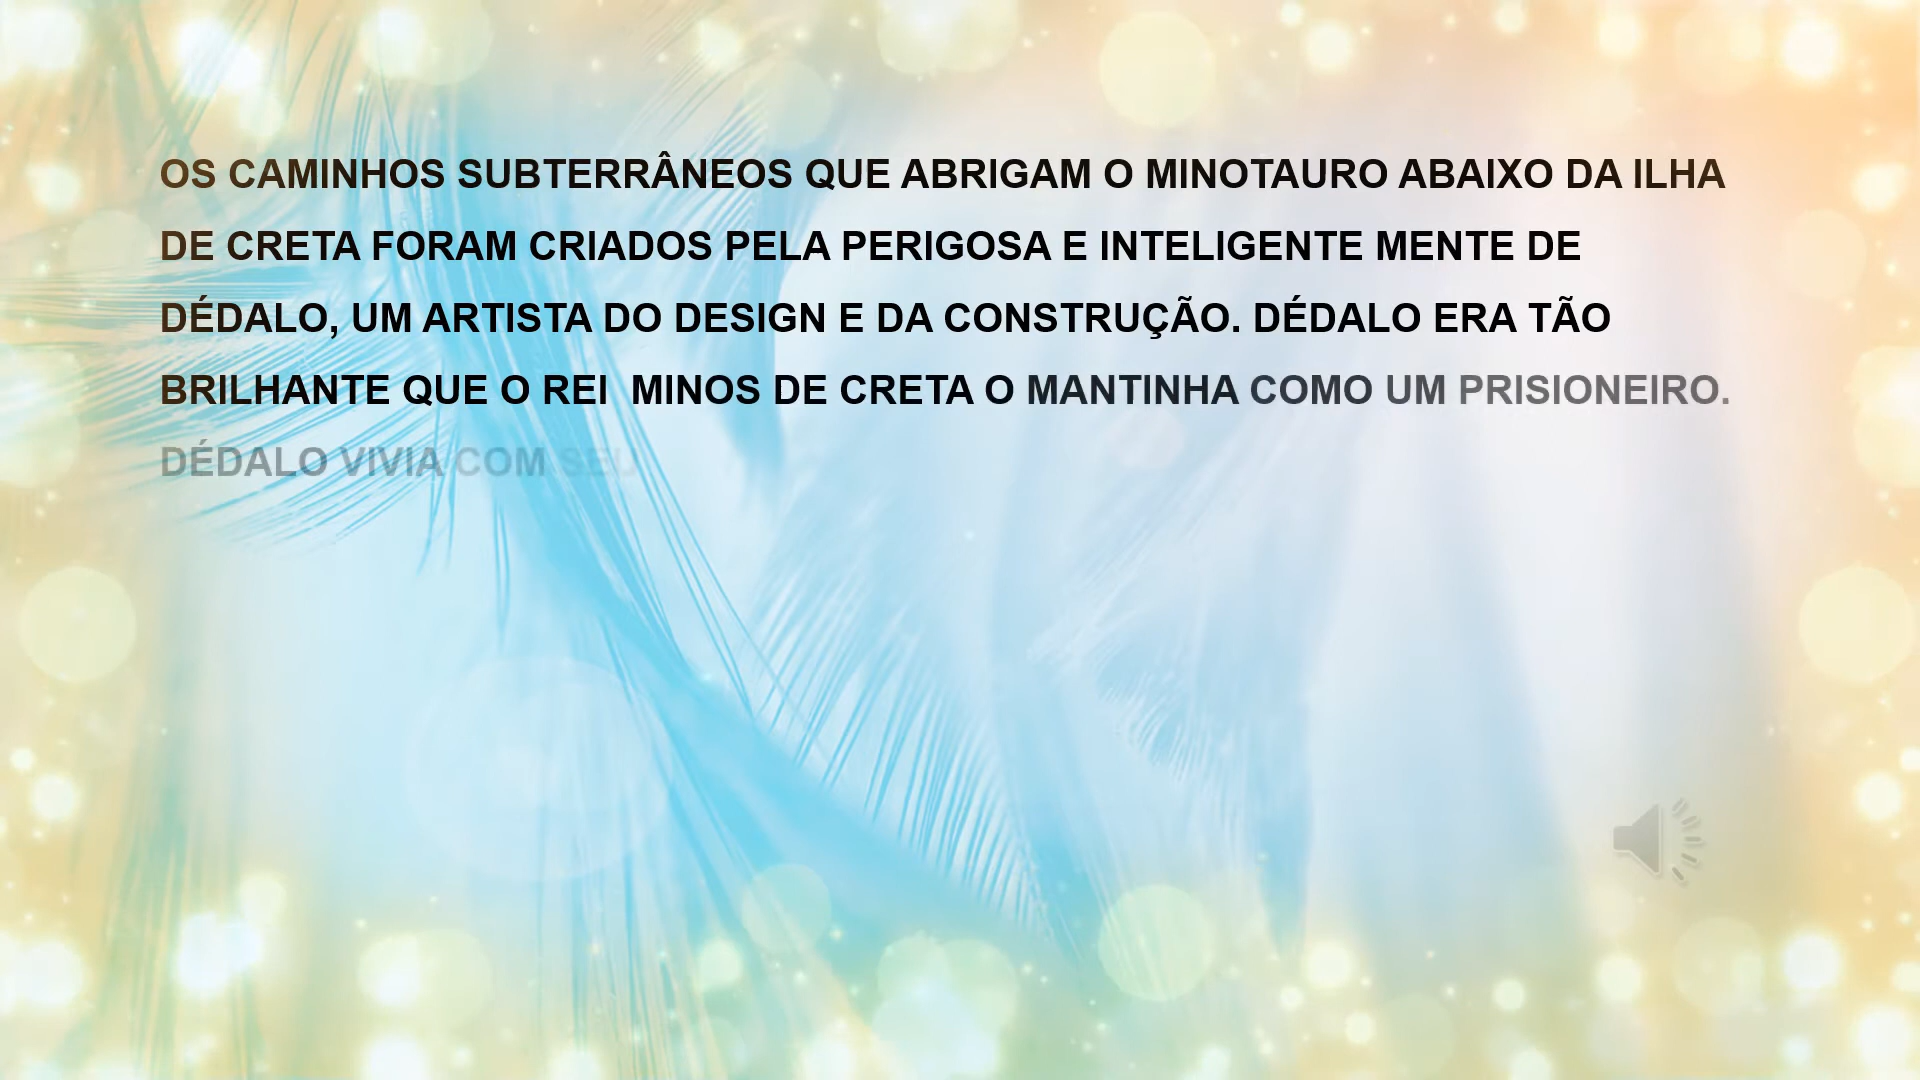 OS CAMINHOS SUBTERRÂNEOS QUE ABRIGAM O MINOTAURO ABAIXO DA ILHA
DE CRETA FORAM CRIADOS PELA PERIGOSA E INTELIGENTE MENTE DE
DÉDALO, UM ARTISTA DO DESIGN E DA CONSTRUÇÃO. DÉDALO ERA TÃO
BRILHANTE QUE O REI  MINOS DE CRETA O MANTINHA COMO UM PRISIONEIRO.
DÉDALO VIVIA COM SEU